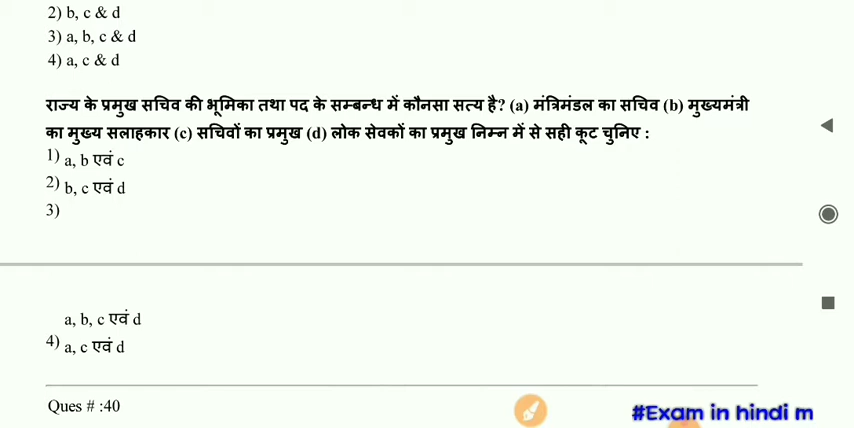 2) b, c & d
3) a, b, c & d
4) a, c & d
राज्य के प्रमुख सचिव की भूमिका तथा पद के सम्बन्ध में कौनसा सत्य है? (a) मंत्रिमंडल का सचिव (b) मुख्यमंत्री
का मुख्य सलाहकार (c) सचिवों का प्रमुख (d) लोक सेवकों का प्रमुख निम्न में से सही कूट चुनिए :
1) a, b एवं c
2) b, c एवं d
3)
a, b, c एवं d
4) a, c एवं d
Ques # :40
#Exam in hindi m